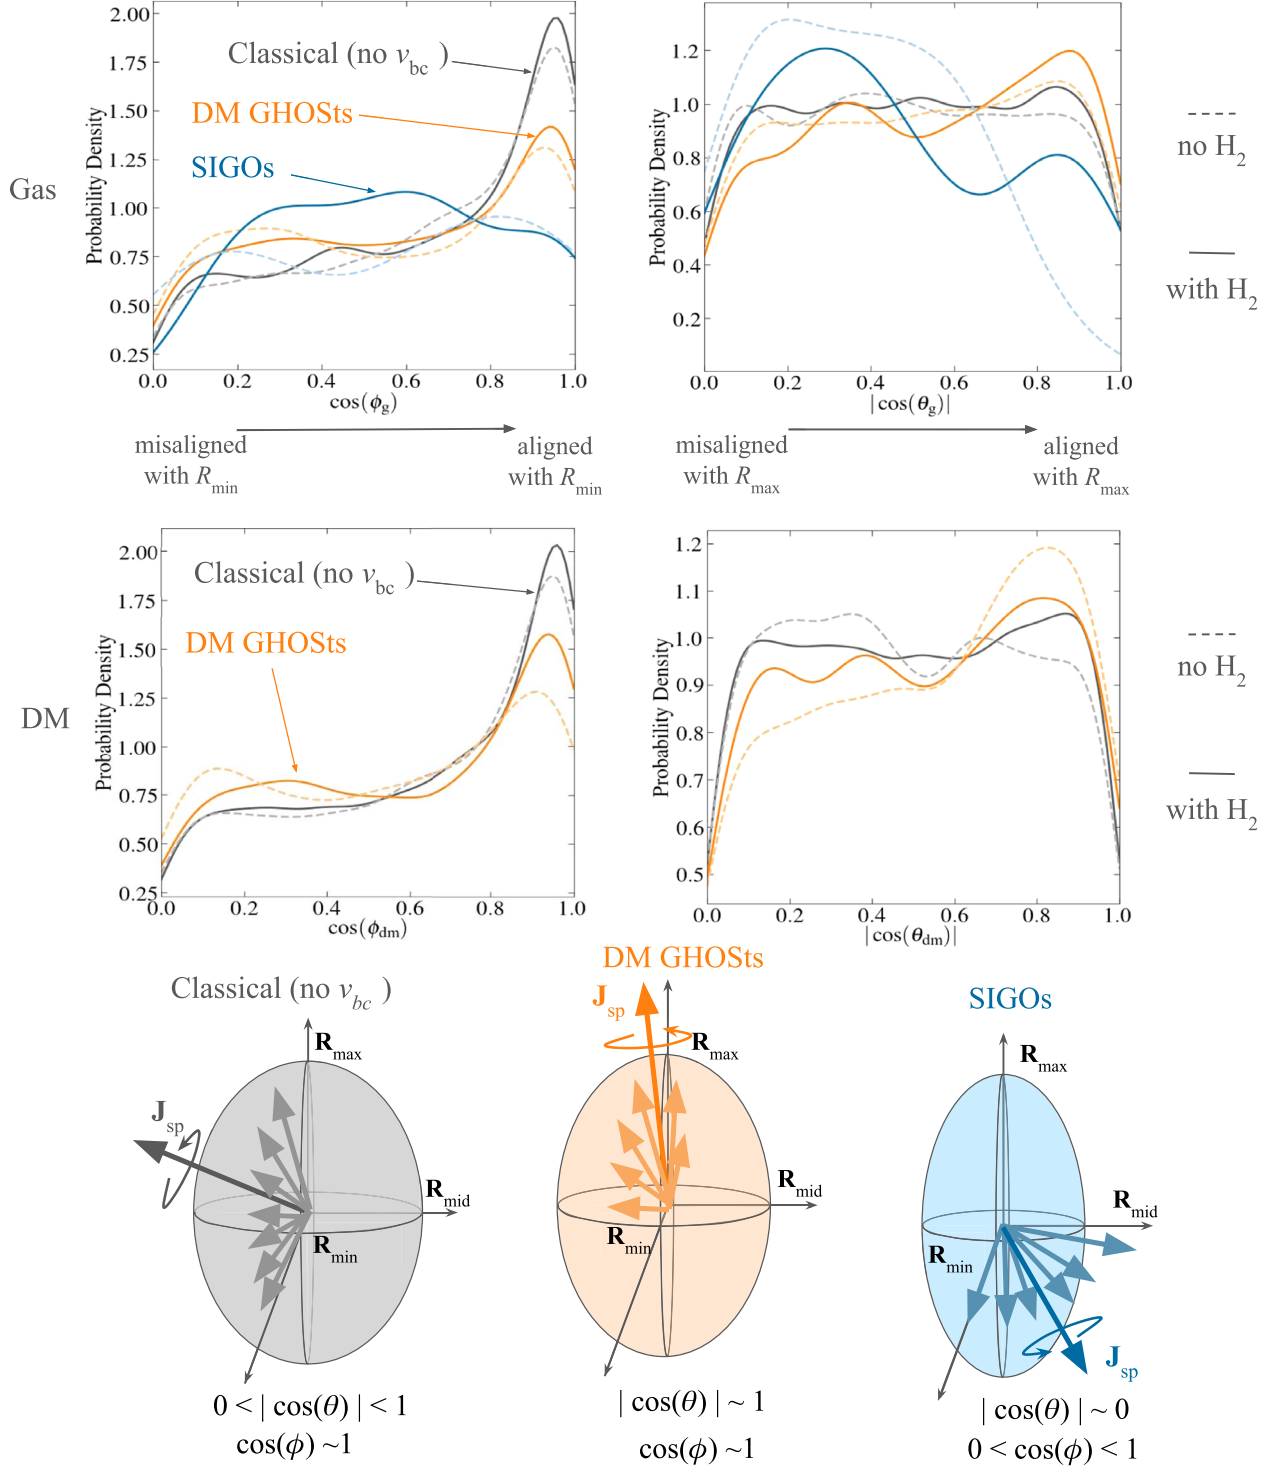 Gas
Probability Density
2.00
1.75
1.50
1.25
1.00
0.75
0.50
0.25
Classical (no v_bc )
DM GHOSts
SIGOs
0.0 0.2 0.4 0.6 0.8 1.0
cos(ϕ_g)
misaligned with R_min
aligned with R_min
Probability Density
1.2
1.0
0.8
0.6
0.4
0.2
0.0 0.2 0.4 0.6 0.8 1.0
|cos(θ_g)|
misaligned with R_max
aligned with R_max
no H₂
with H₂
DM
Probability Density
2.00
1.75
1.50
1.25
1.00
0.75
0.50
0.25
Classical (no v_bc )
DM GHOSts
0.0 0.2 0.4 0.6 0.8 1.0
cos(ϕ_dm)
Probability Density
1.2
1.1
1.0
0.9
0.8
0.7
0.6
0.5
0.0 0.2 0.4 0.6 0.8 1.0
|cos(θ_dm)|
no H₂
with H₂
Classical (no v_bc )
R_max
J_sp
R_mid
R_min
0 < | cos(θ) | < 1
cos(ϕ) ~1
DM GHOSts
J_sp
R_max
R_mid
R_min
| cos(θ) | ~ 1
cos(ϕ) ~1
SIGOs
R_max
R_mid
R_min
J_sp
| cos(θ) | ~ 0
0 < cos(ϕ) < 1